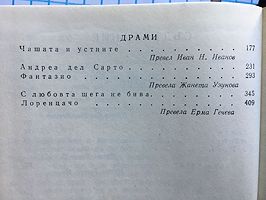 ДРАМИ
Чашата и устните . . . . . . . . . . 177
Превел Иван Н. Иванов
Андреа дел Сарто . . . . . . . . . . 231
Фантазио . . . . . . . . . . . . . 293
Превела Жанета Узунова
С любовта шега не бива. . . . . . . . 345
Лоренцачо . . . . . . . . . . . . . 409
Превела Ерма Гечева